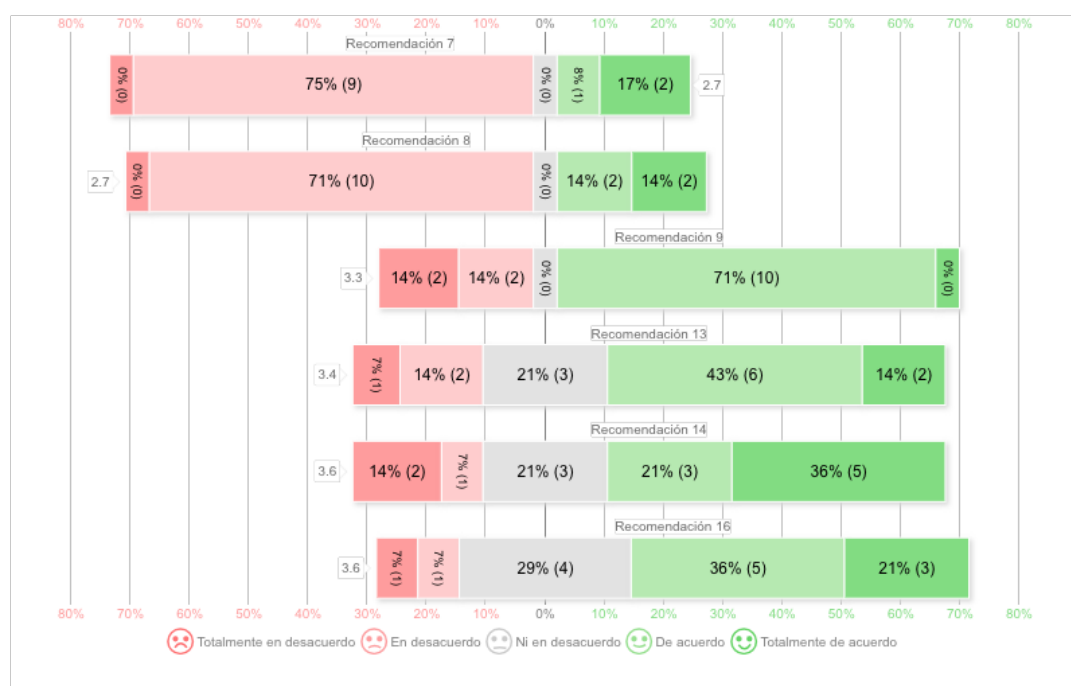 80% 70% 60% 50% 40% 30% 20% 10% 0% 10% 20% 30% 40% 50% 60% 70% 80%
Recomendación 7
0% (0) 75% (9) 0% (0) 8% (1) 17% (2) 2.7
Recomendación 8
2.7 0% (0) 71% (10) 0% (0) 14% (2) 14% (2)
Recomendación 9
3.3 14% (2) 14% (2) 0% (0) 71% (10) 0% (0)
Recomendación 13
3.4 7% (1) 14% (2) 21% (3) 43% (6) 14% (2)
Recomendación 14
3.6 14% (2) 7% (1) 21% (3) 21% (3) 36% (5)
Recomendación 16
3.6 7% (1) 7% (1) 29% (4) 36% (5) 21% (3)
80% 70% 60% 50% 40% 30% 20% 10% 0% 10% 20% 30% 40% 50% 60% 70% 80%
Totalmente en desacuerdo En desacuerdo Ni en desacuerdo De acuerdo Totalmente de acuerdo